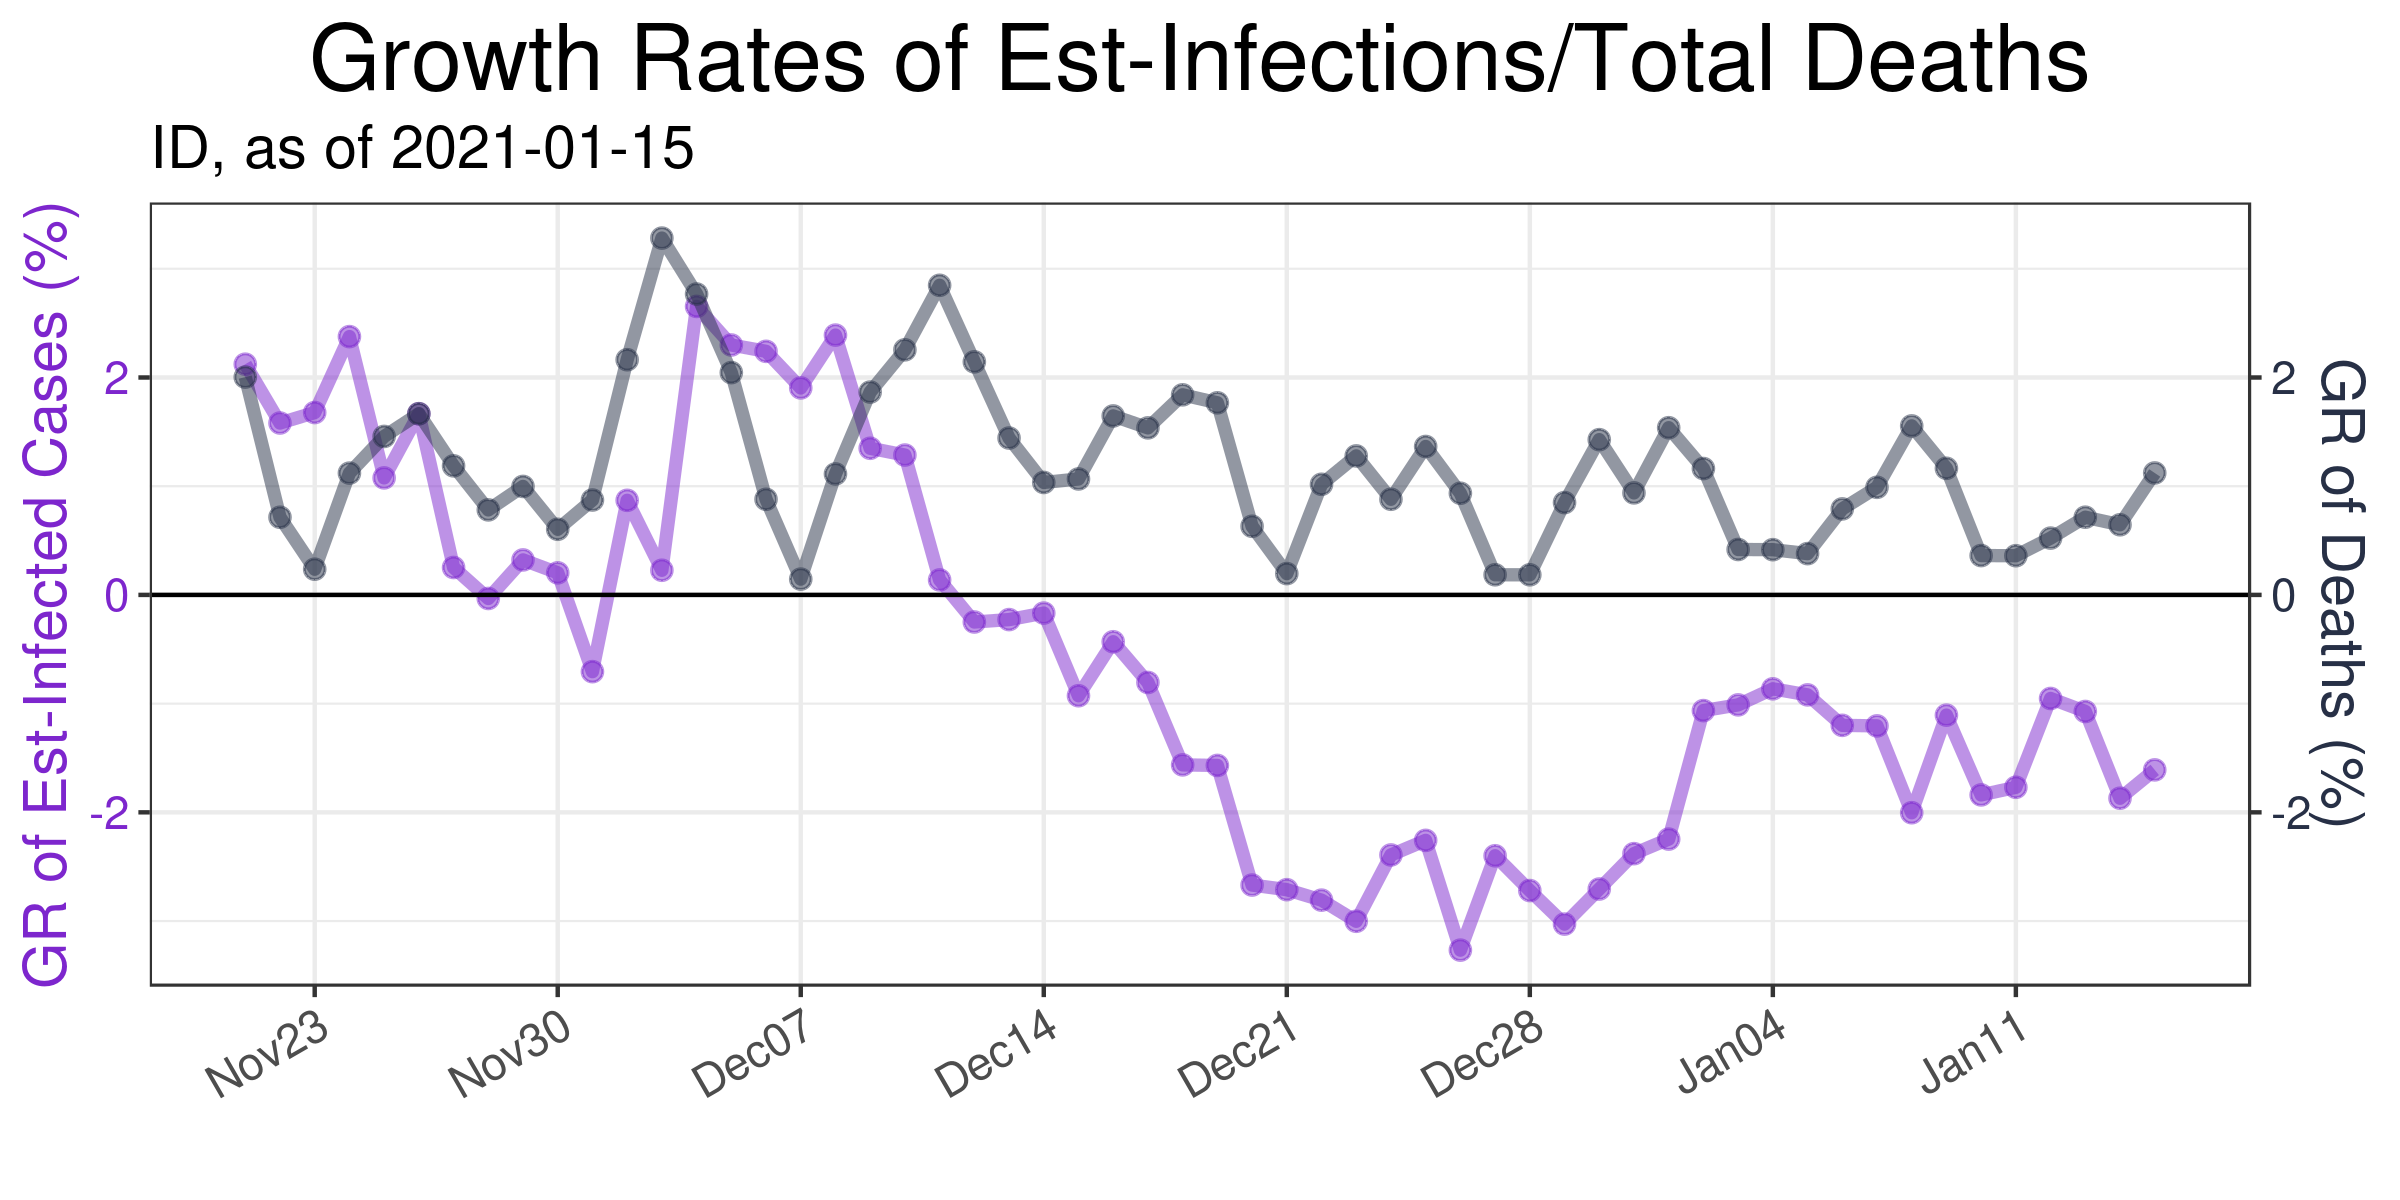 Growth Rates of Est-Infections/Total Deaths
ID, as of 2021-01-15
GR of Est-Infected Cases (%)
2
0
-2
2
0
-2
GR of Deaths (%)
Nov23
Nov30
Dec07
Dec14
Dec21
Dec28
Jan04
Jan11